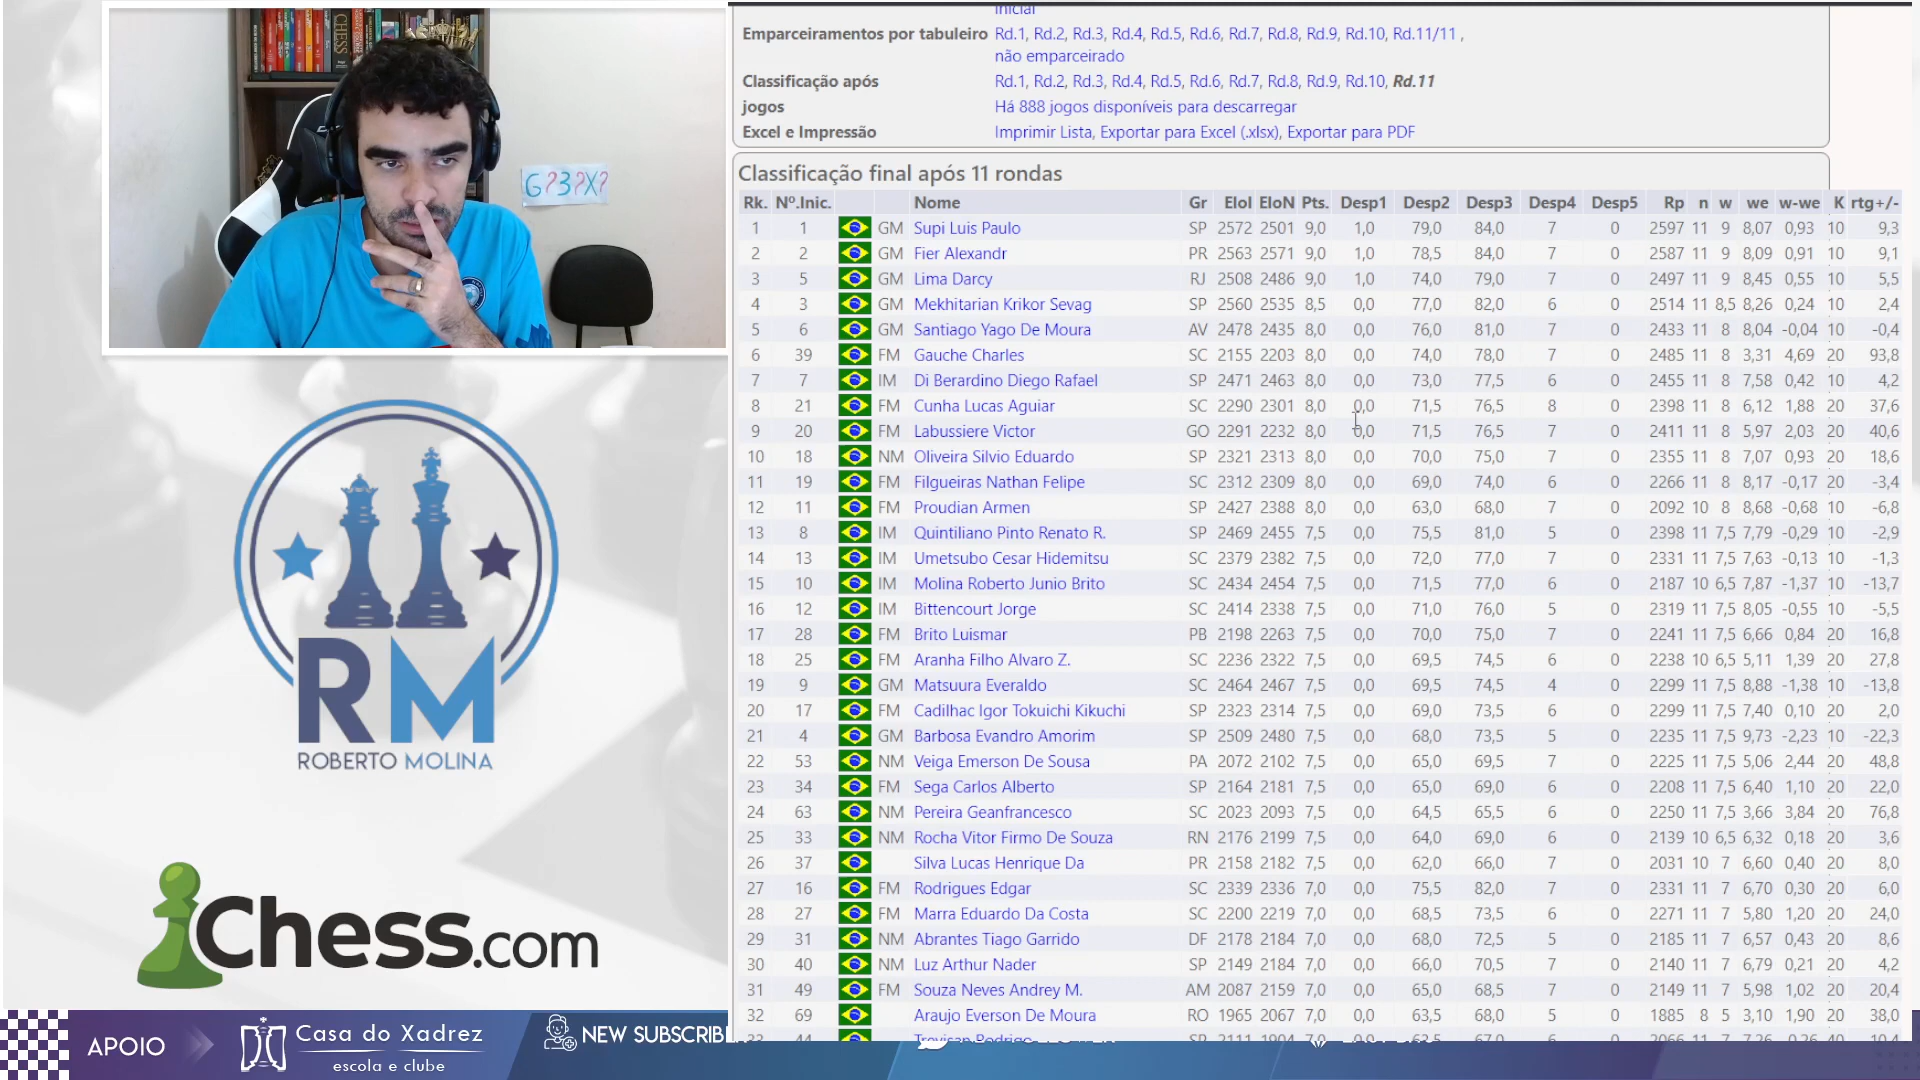 CHESS
G?3?X?
RM
ROBERTO MOLINA
Chess.com
APOIO
Casa do Xadrez
escola e clube
NEW SUBSCRIB
Inicial
Emparceiramentos por tabuleiro Rd.1, Rd.2, Rd.3, Rd.4, Rd.5, Rd.6, Rd.7, Rd.8, Rd.9, Rd.10, Rd.11/11 ,
não emparceirado
Classificação após Rd.1, Rd.2, Rd.3, Rd.4, Rd.5, Rd.6, Rd.7, Rd.8, Rd.9, Rd.10, Rd.11
jogos Há 888 jogos disponíveis para descarregar
Excel e Impressão Imprimir Lista, Exportar para Excel (.xlsx), Exportar para PDF
Classificação final após 11 rondas
Rk. Nº.Inic. Nome Gr EloI EloN Pts. Desp1 Desp2 Desp3 Desp4 Desp5 Rp n w we w-we K rtg+/-
1 1 GM Supi Luis Paulo SP 2572 2501 9,0 1,0 79,0 84,0 7 0 2597 11 9 8,07 0,93 10 9,3
2 2 GM Fier Alexandr PR 2563 2571 9,0 1,0 78,5 84,0 7 0 2587 11 9 8,09 0,91 10 9,1
3 5 GM Lima Darcy RJ 2508 2486 9,0 1,0 74,0 79,0 7 0 2497 11 9 8,45 0,55 10 5,5
4 3 GM Mekhitarian Krikor Sevag SP 2560 2535 8,5 0,0 77,0 82,0 6 0 2514 11 8,5 8,26 0,24 10 2,4
5 6 GM Santiago Yago De Moura AV 2478 2435 8,0 0,0 76,0 81,0 7 0 2433 11 8 8,04 -0,04 10 -0,4
6 39 FM Gauche Charles SC 2155 2203 8,0 0,0 74,0 78,0 7 0 2485 11 8 3,31 4,69 20 93,8
7 7 IM Di Berardino Diego Rafael SP 2471 2463 8,0 0,0 73,0 77,5 6 0 2455 11 8 7,58 0,42 10 4,2
8 21 FM Cunha Lucas Aguiar SC 2290 2301 8,0 0,0 71,5 76,5 8 0 2398 11 8 6,12 1,88 20 37,6
9 20 FM Labussiere Victor GO 2291 2232 8,0 0,0 71,5 76,5 7 0 2411 11 8 5,97 2,03 20 40,6
10 18 NM Oliveira Silvio Eduardo SP 2321 2313 8,0 0,0 70,0 75,0 7 0 2355 11 8 7,07 0,93 20 18,6
11 19 FM Filgueiras Nathan Felipe SC 2312 2309 8,0 0,0 69,0 74,0 6 0 2266 11 8 8,17 -0,17 20 -3,4
12 11 FM Proudian Armen SP 2427 2388 8,0 0,0 63,0 68,0 7 0 2092 10 8 8,68 -0,68 10 -6,8
13 8 IM Quintiliano Pinto Renato R. SP 2469 2455 7,5 0,0 75,5 81,0 5 0 2398 11 7,5 7,79 -0,29 10 -2,9
14 13 IM Umetsubo Cesar Hidemitsu SC 2379 2382 7,5 0,0 72,0 77,0 7 0 2331 11 7,5 7,63 -0,13 10 -1,3
15 10 IM Molina Roberto Junio Brito SC 2434 2454 7,5 0,0 71,5 77,0 6 0 2187 10 6,5 7,87 -1,37 10 -13,7
16 12 IM Bittencourt Jorge SC 2414 2338 7,5 0,0 71,0 76,0 5 0 2319 11 7,5 8,05 -0,55 10 -5,5
17 28 FM Brito Luismar PB 2198 2263 7,5 0,0 70,0 75,0 7 0 2241 11 7,5 6,66 0,84 20 16,8
18 25 FM Aranha Filho Alvaro Z. SC 2236 2322 7,5 0,0 69,5 74,5 6 0 2238 10 6,5 5,11 1,39 20 27,8
19 9 GM Matsuura Everaldo SC 2464 2467 7,5 0,0 69,5 74,5 4 0 2299 11 7,5 8,88 -1,38 10 -13,8
20 17 FM Cadilhac Igor Tokuichi Kikuchi SP 2323 2314 7,5 0,0 69,0 73,5 6 0 2299 11 7,5 7,40 0,10 20 2,0
21 4 GM Barbosa Evandro Amorim SP 2509 2480 7,5 0,0 68,0 73,5 5 0 2235 11 7,5 9,73 -2,23 10 -22,3
22 53 NM Veiga Emerson De Sousa PA 2072 2102 7,5 0,0 65,0 69,5 7 0 2225 11 7,5 5,06 2,44 20 48,8
23 34 FM Sega Carlos Alberto SP 2164 2181 7,5 0,0 65,0 69,0 6 0 2208 11 7,5 6,40 1,10 20 22,0
24 63 NM Pereira Geanfrancesco SC 2023 2093 7,5 0,0 64,5 65,5 6 0 2250 11 7,5 3,66 3,84 20 76,8
25 33 NM Rocha Vitor Firmo De Souza RN 2176 2199 7,5 0,0 64,0 69,0 6 0 2139 10 6,5 6,32 0,18 20 3,6
26 37 Silva Lucas Henrique Da PR 2158 2182 7,5 0,0 62,0 66,0 7 0 2031 10 7 6,60 0,40 20 8,0
27 16 FM Rodrigues Edgar SC 2339 2336 7,0 0,0 75,5 82,0 7 0 2331 11 7 6,70 0,30 20 6,0
28 27 FM Marra Eduardo Da Costa SC 2200 2219 7,0 0,0 68,5 73,5 6 0 2271 11 7 5,80 1,20 20 24,0
29 31 NM Abrantes Tiago Garrido DF 2178 2184 7,0 0,0 68,0 72,5 5 0 2185 11 7 6,57 0,43 20 8,6
30 40 NM Luz Arthur Nader SP 2149 2184 7,0 0,0 66,0 70,5 7 0 2140 11 7 6,79 0,21 20 4,2
31 49 FM Souza Neves Andrey M. AM 2087 2159 7,0 0,0 65,0 68,5 7 0 2149 11 7 5,98 1,02 20 20,4
32 69 Araujo Everson De Moura RO 1965 2067 7,0 0,0 63,5 68,0 5 0 1885 8 5 3,10 1,90 20 38,0
33 44 Trevisan Rodrigo SP 2111 1904 7,0 0,0 63,5 67,0 6 0 2066 11 7 7,26 -0,26 40 -10,4